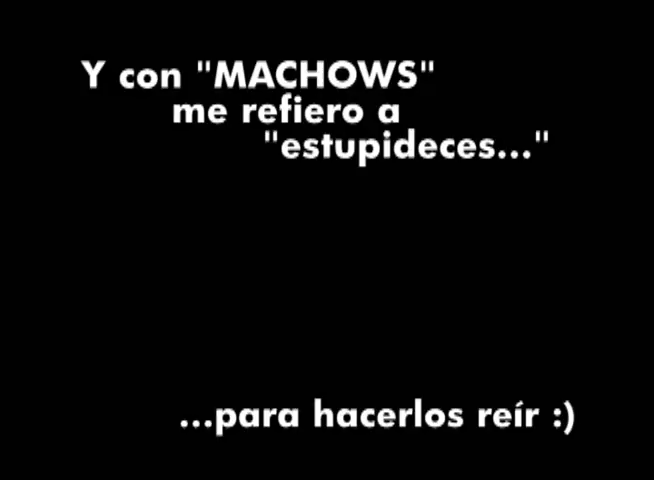 Y con "MACHOWS"
me refiero a
"estupideces..."
...para hacerlos reír :)